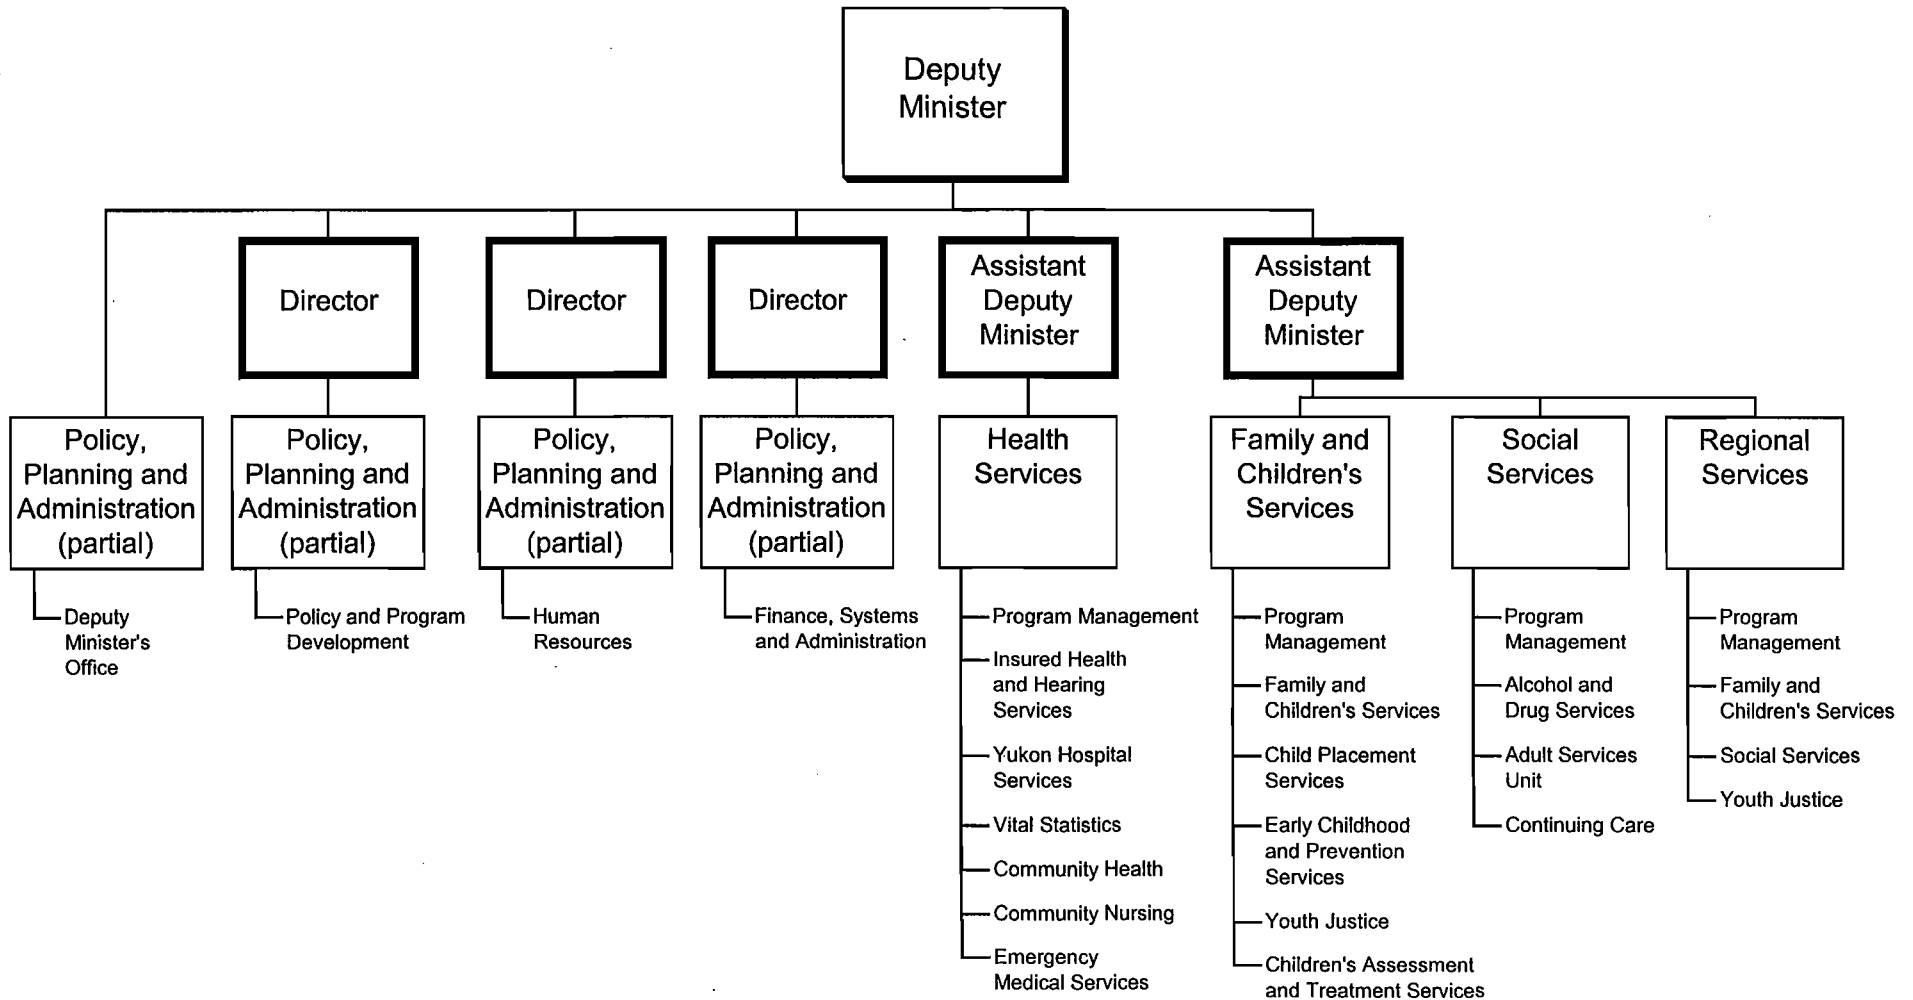 Deputy
Minister
Director
Director
Director
Assistant
Deputy
Minister
Assistant
Deputy
Minister
Policy,
Planning and
Administration
(partial)
Deputy
Minister's
Office
Policy,
Planning and
Administration
(partial)
Policy and Program
Development
Policy,
Planning and
Administration
(partial)
Human
Resources
Policy,
Planning and
Administration
(partial)
Finance, Systems
and Administration
Health
Services
Program Management
Insured Health
and Hearing
Services
Yukon Hospital
Services
Vital Statistics
Community Health
Community Nursing
Emergency
Medical Services
Family and
Children's
Services
Program
Management
Family and
Children's Services
Child Placement
Services
Early Childhood
and Prevention
Services
Youth Justice
Children's Assessment
and Treatment Services
Social
Services
Program
Management
Alcohol and
Drug Services
Adult Services
Unit
Continuing Care
Regional
Services
Program
Management
Family and
Children's Services
Social Services
Youth Justice